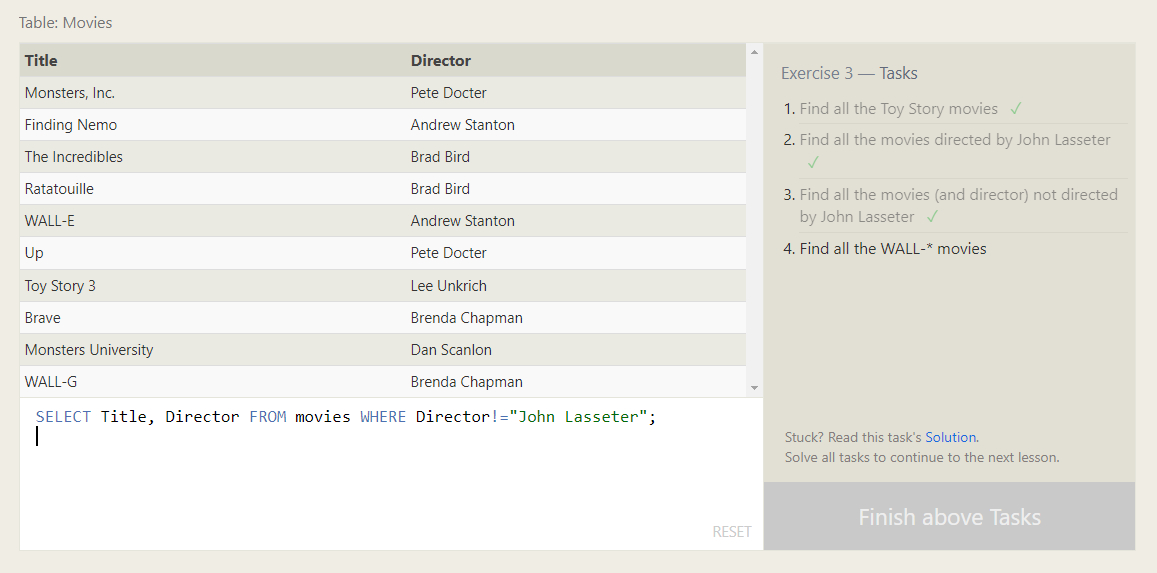 Table: Movies
Title Director
Monsters, Inc. Pete Docter
Finding Nemo Andrew Stanton
The Incredibles Brad Bird
Ratatouille Brad Bird
WALL-E Andrew Stanton
Up Pete Docter
Toy Story 3 Lee Unkrich
Brave Brenda Chapman
Monsters University Dan Scanlon
WALL-G Brenda Chapman
SELECT Title, Director FROM movies WHERE Director!="John Lasseter";
RESET
Exercise 3 — Tasks
1. Find all the Toy Story movies ✓
2. Find all the movies directed by John Lasseter
✓
3. Find all the movies (and director) not directed
by John Lasseter ✓
4. Find all the WALL-* movies
Stuck? Read this task's Solution.
Solve all tasks to continue to the next lesson.
Finish above Tasks